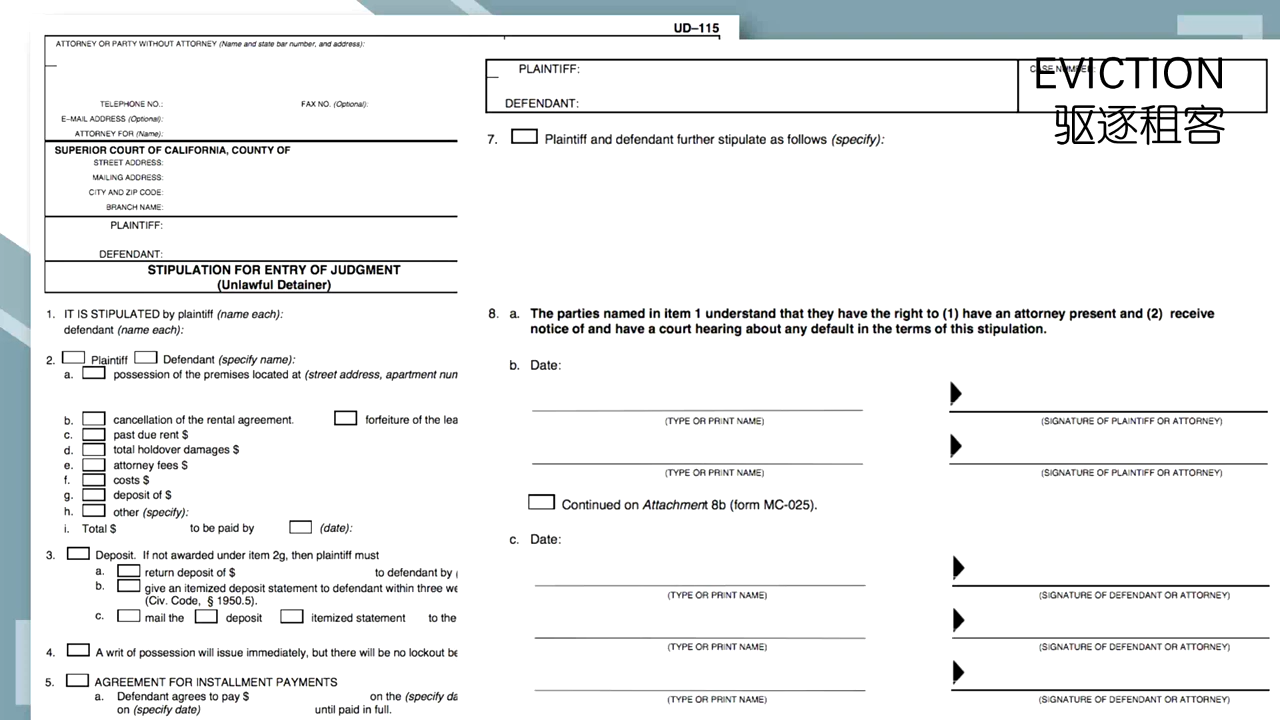 UD–115
ATTORNEY OR PARTY WITHOUT ATTORNEY (Name and state bar number, and address):
TELEPHONE NO.: FAX NO. (Optional):
E–MAIL ADDRESS (Optional):
ATTORNEY FOR (Name):
SUPERIOR COURT OF CALIFORNIA, COUNTY OF
STREET ADDRESS:
MAILING ADDRESS:
CITY AND ZIP CODE:
BRANCH NAME:
PLAINTIFF:
DEFENDANT:
STIPULATION FOR ENTRY OF JUDGMENT
(Unlawful Detainer)
1. IT IS STIPULATED by plaintiff (name each):
defendant (name each):
2. Plaintiff Defendant (specify name):
a. possession of the premises located at (street address, apartment num
b. cancellation of the rental agreement. forfeiture of the lea
c. past due rent $
d. total holdover damages $
e. attorney fees $
f. costs $
g. deposit of $
h. other (specify):
i. Total $ to be paid by (date):
3. Deposit. If not awarded under item 2g, then plaintiff must
a. return deposit of $ to defendant by (
b. give an itemized deposit statement to defendant within three we
(Civ. Code, § 1950.5).
c. mail the deposit itemized statement to the
4. A writ of possession will issue immediately, but there will be no lockout be
5. AGREEMENT FOR INSTALLMENT PAYMENTS
a. Defendant agrees to pay $ on the (specify da
on (specify date) until paid in full.
PLAINTIFF:
CASE NUMBER:
DEFENDANT:
EVICTION
驱逐租客
7. Plaintiff and defendant further stipulate as follows (specify):
8. a. The parties named in item 1 understand that they have the right to (1) have an attorney present and (2) receive
notice of and have a court hearing about any default in the terms of this stipulation.
b. Date:
(TYPE OR PRINT NAME) (SIGNATURE OF PLAINTIFF OR ATTORNEY)
(TYPE OR PRINT NAME) (SIGNATURE OF PLAINTIFF OR ATTORNEY)
Continued on Attachment 8b (form MC-025).
c. Date:
(TYPE OR PRINT NAME) (SIGNATURE OF DEFENDANT OR ATTORNEY)
(TYPE OR PRINT NAME) (SIGNATURE OF DEFENDANT OR ATTORNEY)
(TYPE OR PRINT NAME) (SIGNATURE OF DEFENDANT OR ATTORNEY)